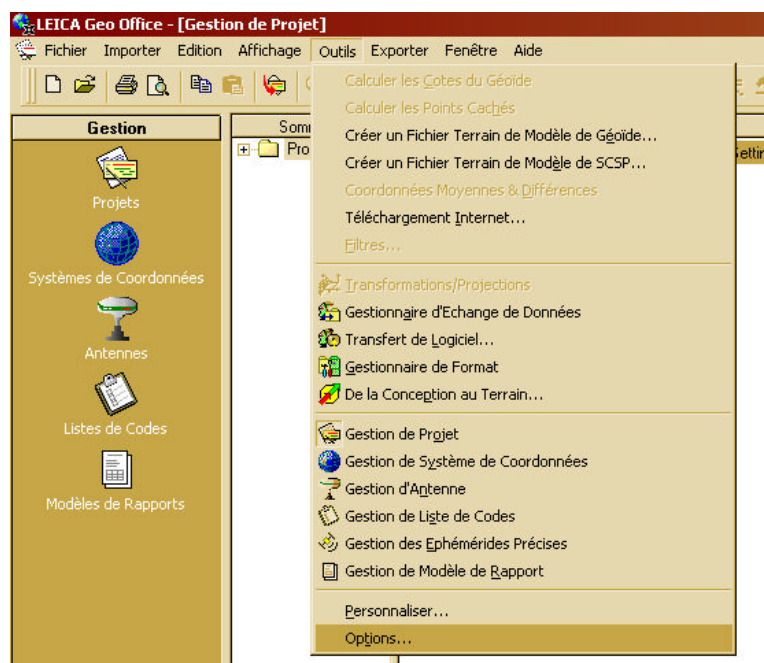 LEICA Geo Office - [Gestion de Projet]
Fichier Importer Edition Affichage Outils Exporter Fenêtre Aide
Gestion
Projets
Systèmes de Coordonnées
Antennes
Listes de Codes
Modèles de Rapports
Som
Pro
Calculer les Cotes du Géoïde
Calculer les Points Cachés
Créer un Fichier Terrain de Modèle de Géoïde...
Créer un Fichier Terrain de Modèle de SCSP...
Coordonnées Moyennes & Différences
Téléchargement Internet...
Filtres...
Transformations/Projections
Gestionnaire d'Echange de Données
Transfert de Logiciel...
Gestionnaire de Format
De la Conception au Terrain...
Gestion de Projet
Gestion de Système de Coordonnées
Gestion d'Antenne
Gestion de Liste de Codes
Gestion des Ephémérides Précises
Gestion de Modèle de Rapport
Personnaliser...
Options...